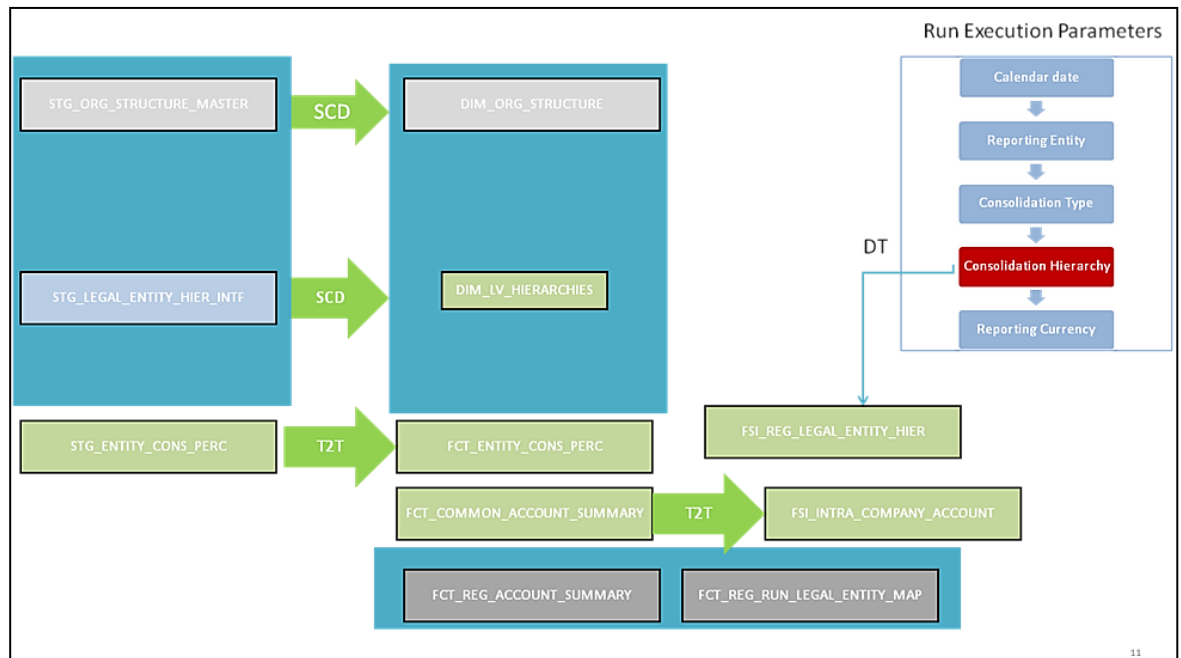 Run Execution Parameters
STG_ORG_STRUCTURE_MASTER
SCD
DIM_ORG_STRUCTURE
Calendar date
Reporting Entity
Consolidation Type
DT
Consolidation Hierarchy
STG_LEGAL_ENTITY_HIER_INTF
SCD
DIM_LV_HIERARCHIES
Reporting Currency
STG_ENTITY_CONS_PERC
T2T
FCT_ENTITY_CONS_PERC
FSI_REG_LEGAL_ENTITY_HIER
FCT_COMMON_ACCOUNT_SUMMARY
T2T
FSI_INTRA_COMPANY_ACCOUNT
FCT_REG_ACCOUNT_SUMMARY
FCT_REG_RUN_LEGAL_ENTITY_MAP
11